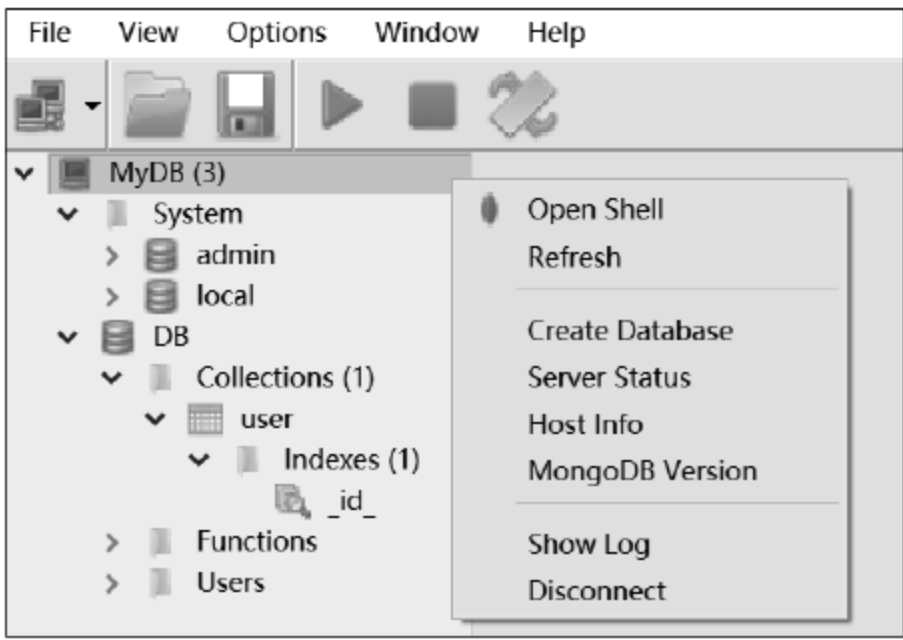 File View Options Window Help
MyDB (3)
System
admin
local
DB
Collections (1)
user
Indexes (1)
_id_
Functions
Users
Open Shell
Refresh
Create Database
Server Status
Host Info
MongoDB Version
Show Log
Disconnect